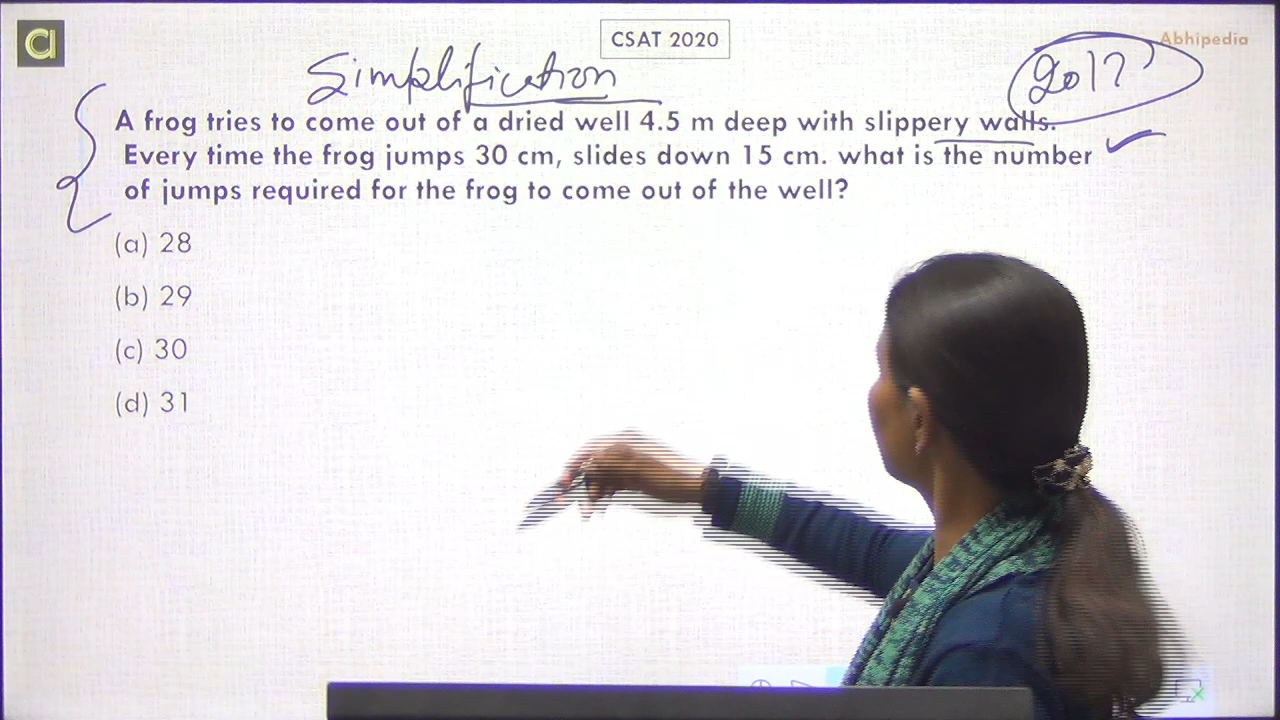 CSAT 2020
Abhipedia
Simplification
201??
A frog tries to come out of a dried well 4.5 m deep with slippery walls.
Every time the frog jumps 30 cm, slides down 15 cm. what is the number
of jumps required for the frog to come out of the well?
(a) 28
(b) 29
(c) 30
(d) 31